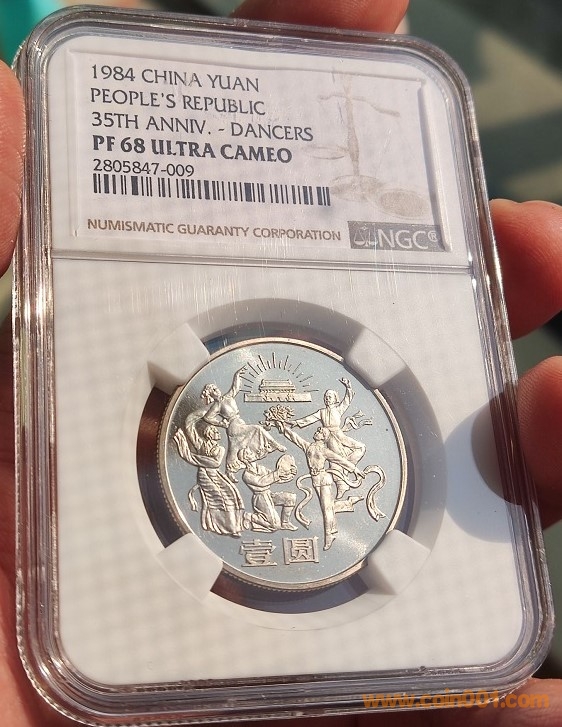 1984 CHINA YUAN
PEOPLE'S REPUBLIC
35TH ANNIV. - DANCERS
PF 68 ULTRA CAMEO
2805847-009
NUMISMATIC GUARANTY CORPORATION NGC®
壹圆
www.coin001.com